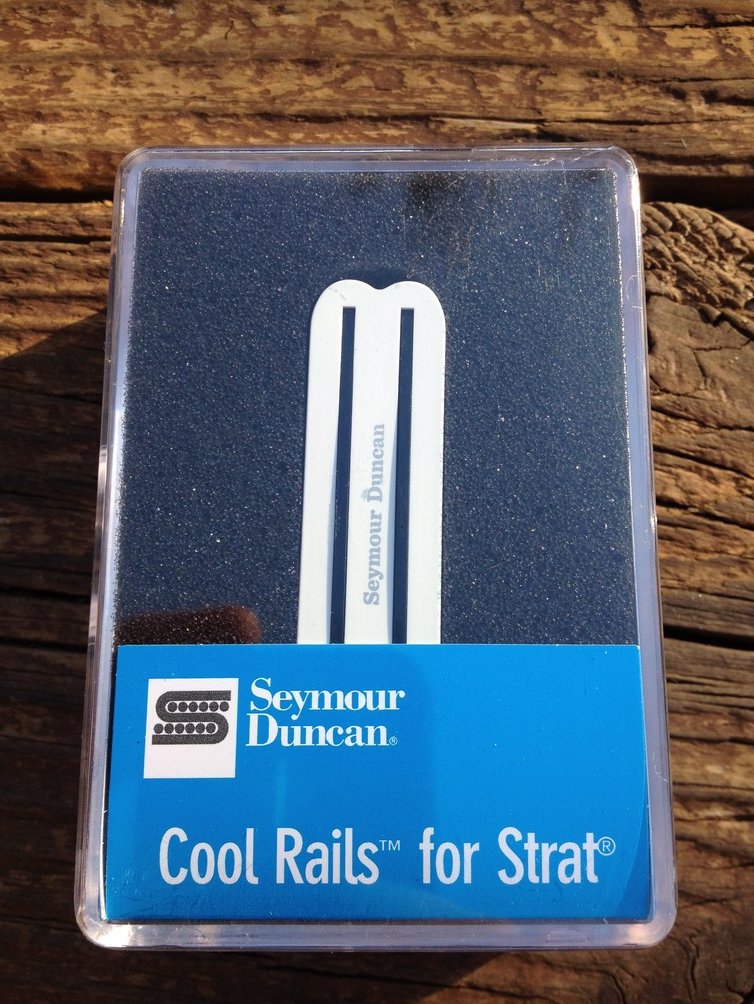 Seymour Duncan
Seymour
Duncan®
Cool Rails™ for Strat®